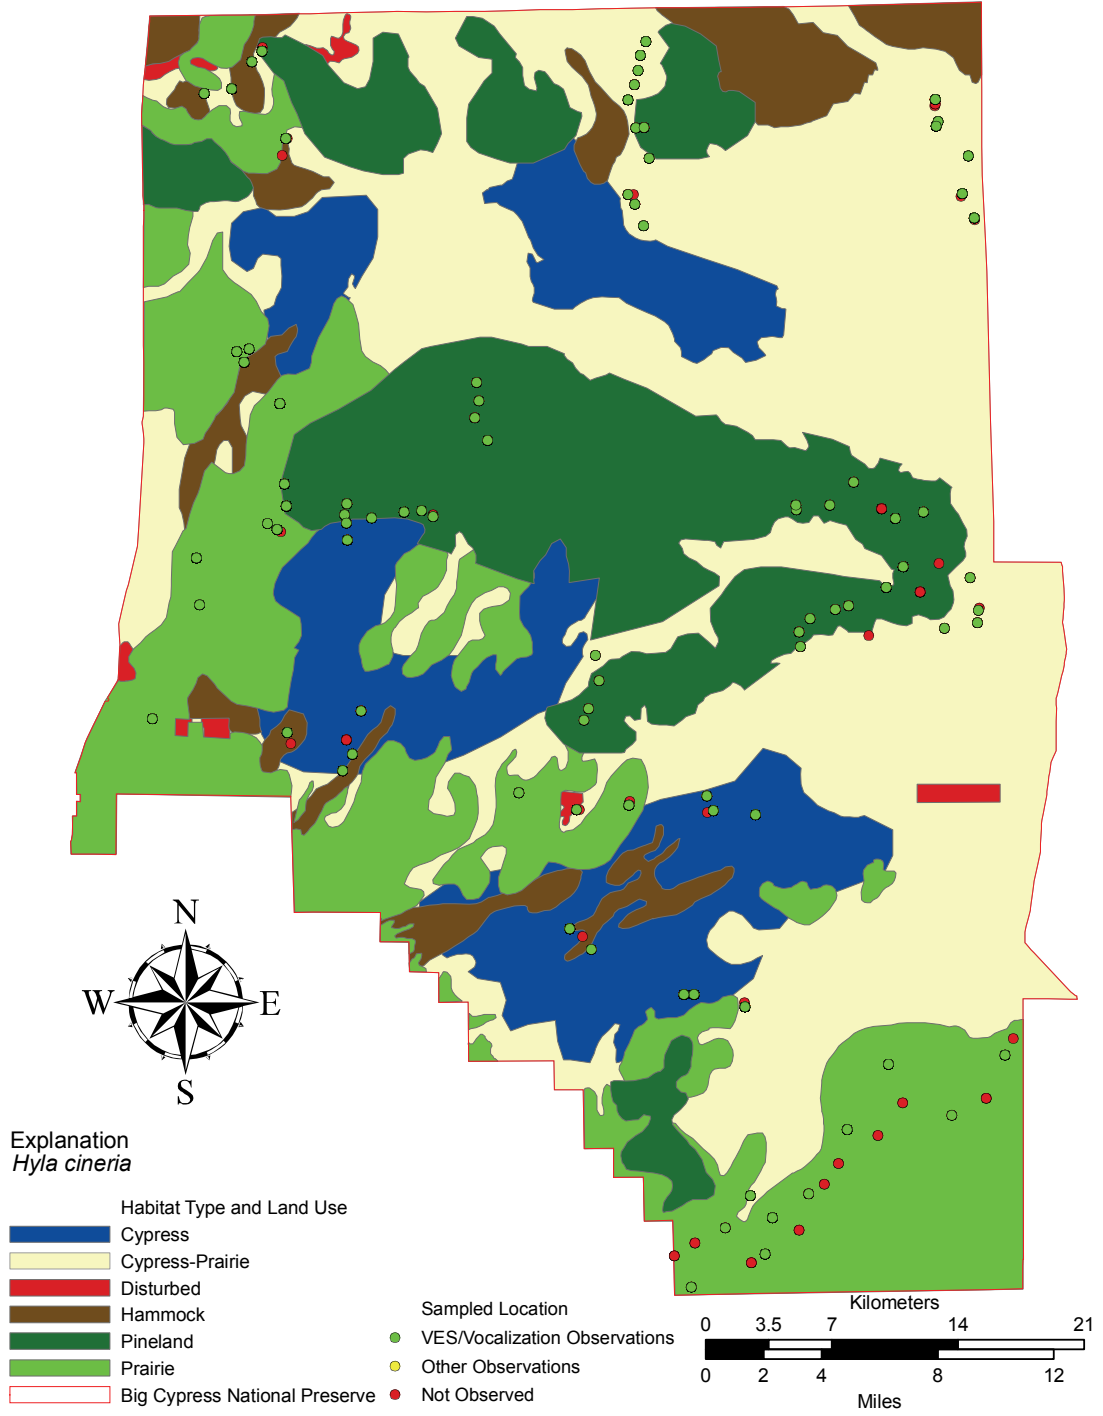 N
W
E
S
Explanation
Hyla cineria
Habitat Type and Land Use
Cypress
Cypress-Prairie
Disturbed
Hammock
Pineland
Prairie
Big Cypress National Preserve
Sampled Location
VES/Vocalization Observations
Other Observations
Not Observed
Kilometers
0 3.5 7 14 21
0 2 4 8 12
Miles